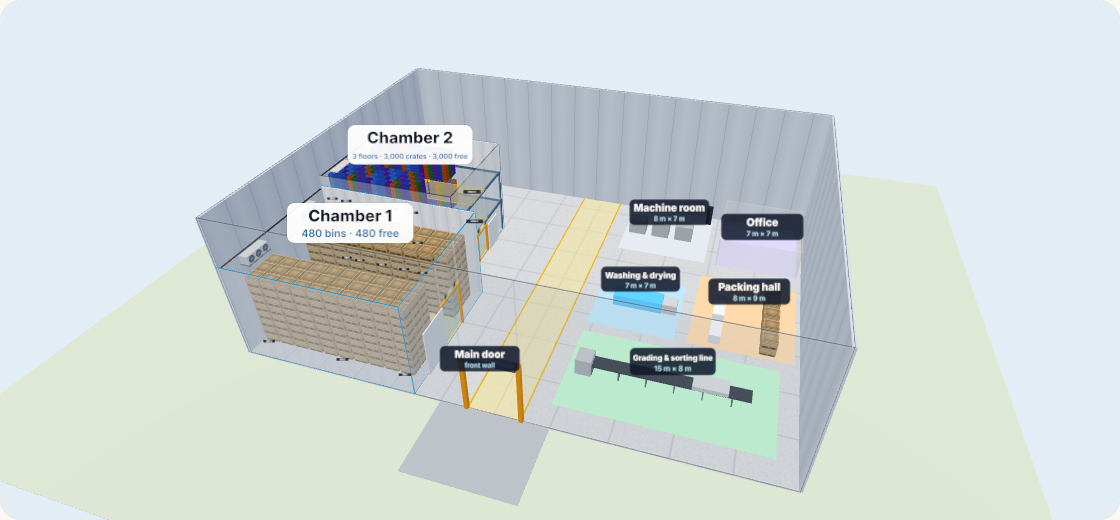 Chamber 2
3 floors · 3,000 crates · 3,000 free
Chamber 1
480 bins · 480 free
Machine room
8 m × 7 m
Office
7 m × 7 m
Washing & drying
7 m × 7 m
Packing hall
8 m × 9 m
Main door
front wall
Grading & sorting line
15 m × 8 m